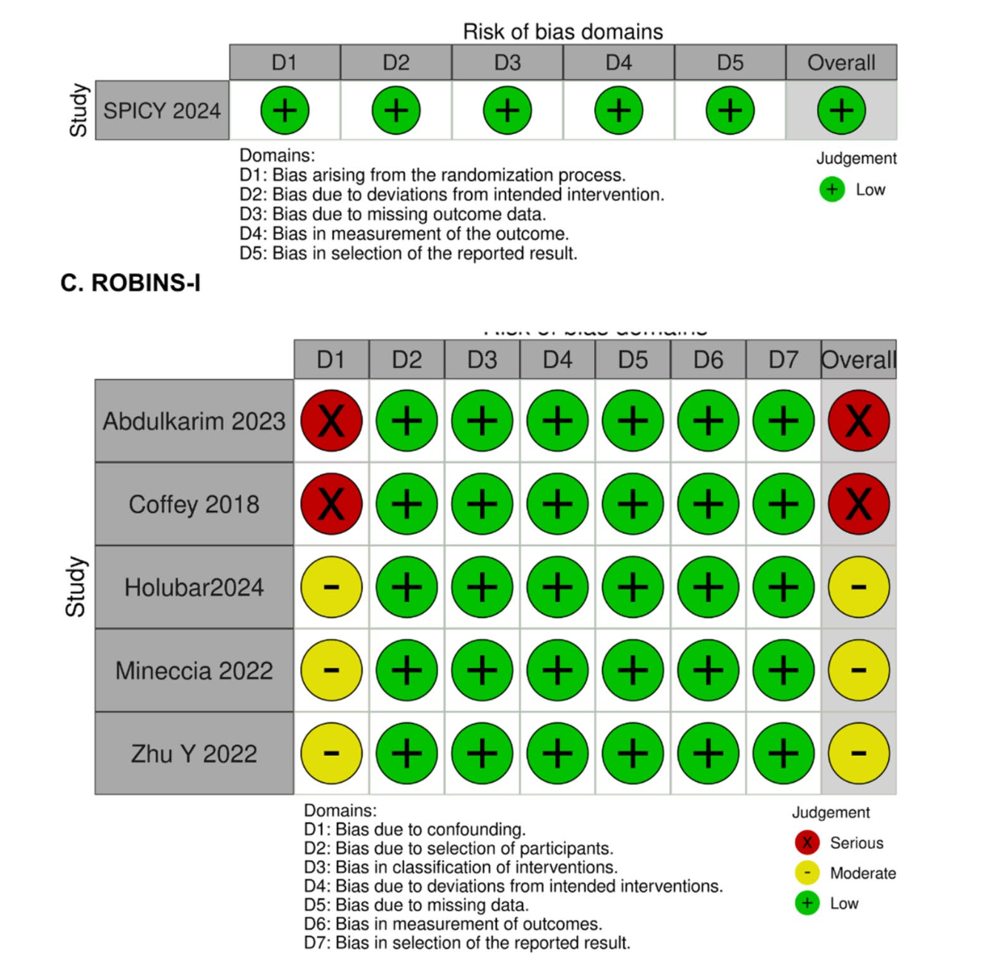 Risk of bias domains
D1 D2 D3 D4 D5 Overall
Study
SPICY 2024 + + + + + +
Domains:
D1: Bias arising from the randomization process.
D2: Bias due to deviations from intended intervention.
D3: Bias due to missing outcome data.
D4: Bias in measurement of the outcome.
D5: Bias in selection of the reported result.
Judgement
+ Low
C. ROBINS-I
Risk of bias domains
D1 D2 D3 D4 D5 D6 D7 Overall
Study
Abdulkarim 2023 X + + + + + + X
Coffey 2018 X + + + + + + X
Holubar2024 - + + + + + + -
Mineccia 2022 - + + + + + + -
Zhu Y 2022 - + + + + + + -
Domains:
D1: Bias due to confounding.
D2: Bias due to selection of participants.
D3: Bias in classification of interventions.
D4: Bias due to deviations from intended interventions.
D5: Bias due to missing data.
D6: Bias in measurement of outcomes.
D7: Bias in selection of the reported result.
Judgement
X Serious
- Moderate
+ Low